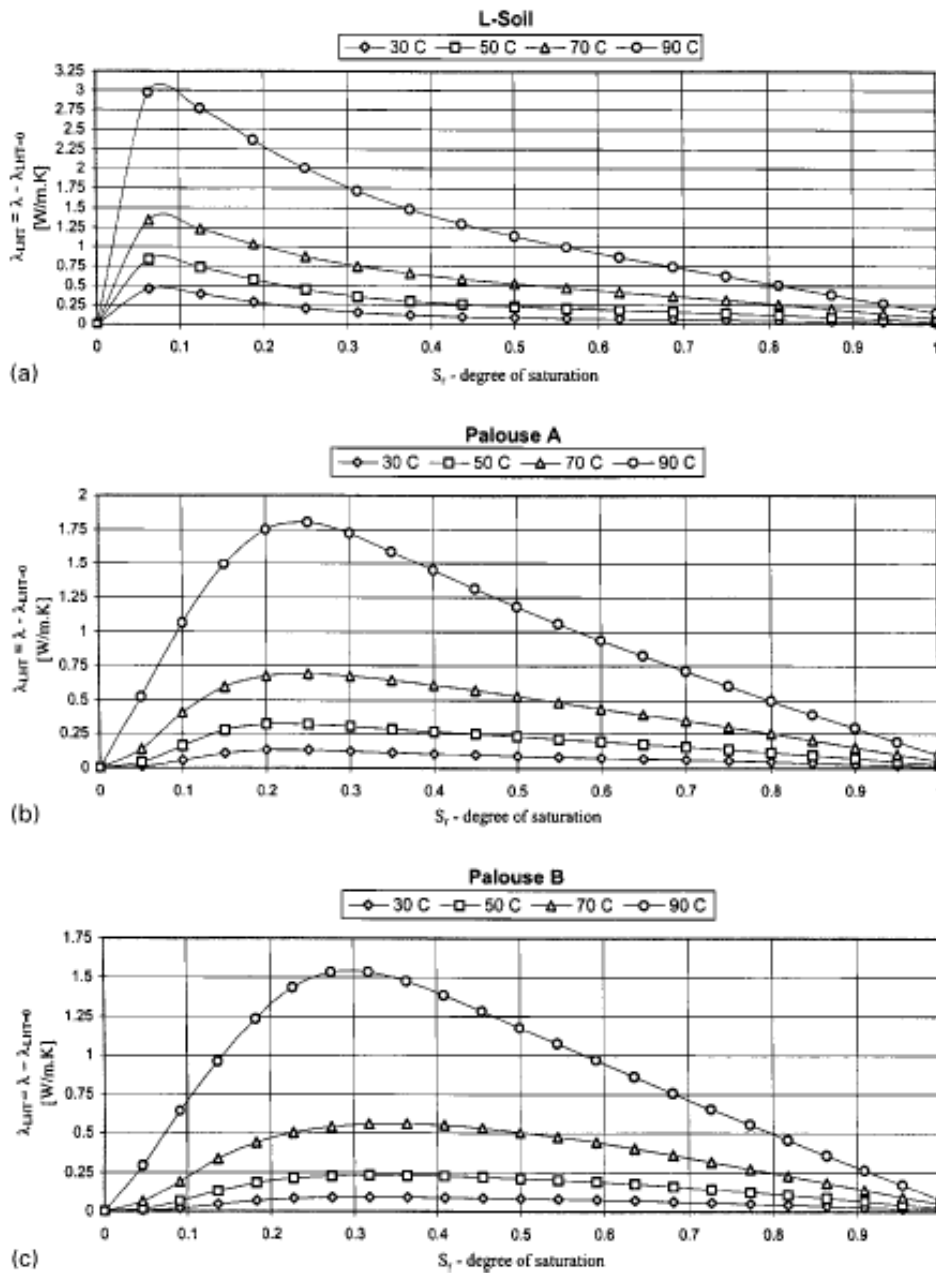 L-Soil
30 C 50 C 70 C 90 C
λLHT = λ - λLHT=0
[W/m.K]
3.25
3
2.75
2.5
2.25
2
1.75
1.5
1.25
1
0.75
0.5
0.25
0
0 0.1 0.2 0.3 0.4 0.5 0.6 0.7 0.8 0.9 1
(a)
Sr - degree of saturation
Palouse A
30 C 50 C 70 C 90 C
λLHT = λ - λLHT=0
[W/m.K]
2
1.75
1.5
1.25
1
0.75
0.5
0.25
0
0 0.1 0.2 0.3 0.4 0.5 0.6 0.7 0.8 0.9
(b)
Sr - degree of saturation
Palouse B
30 C 50 C 70 C 90 C
λLHT = λ - λLHT=0
[W/m.K]
1.75
1.5
1.25
1
0.75
0.5
0.25
0
0 0.1 0.2 0.3 0.4 0.5 0.6 0.7 0.8 0.9
(c)
Sr - degree of saturation